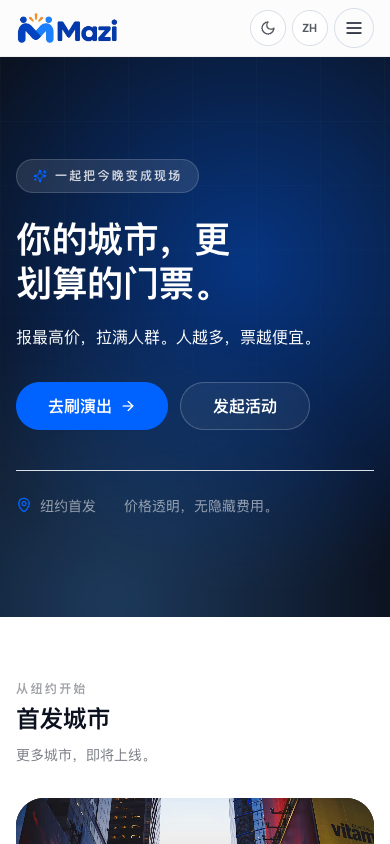 Mazi
ZH
一起把今晚变成现场
你的城市，更
划算的门票。
报最高价，拉满人群。人越多，票越便宜。
去刷演出
发起活动
纽约首发
价格透明，无隐藏费用。
从纽约开始
首发城市
更多城市，即将上线。
vitam